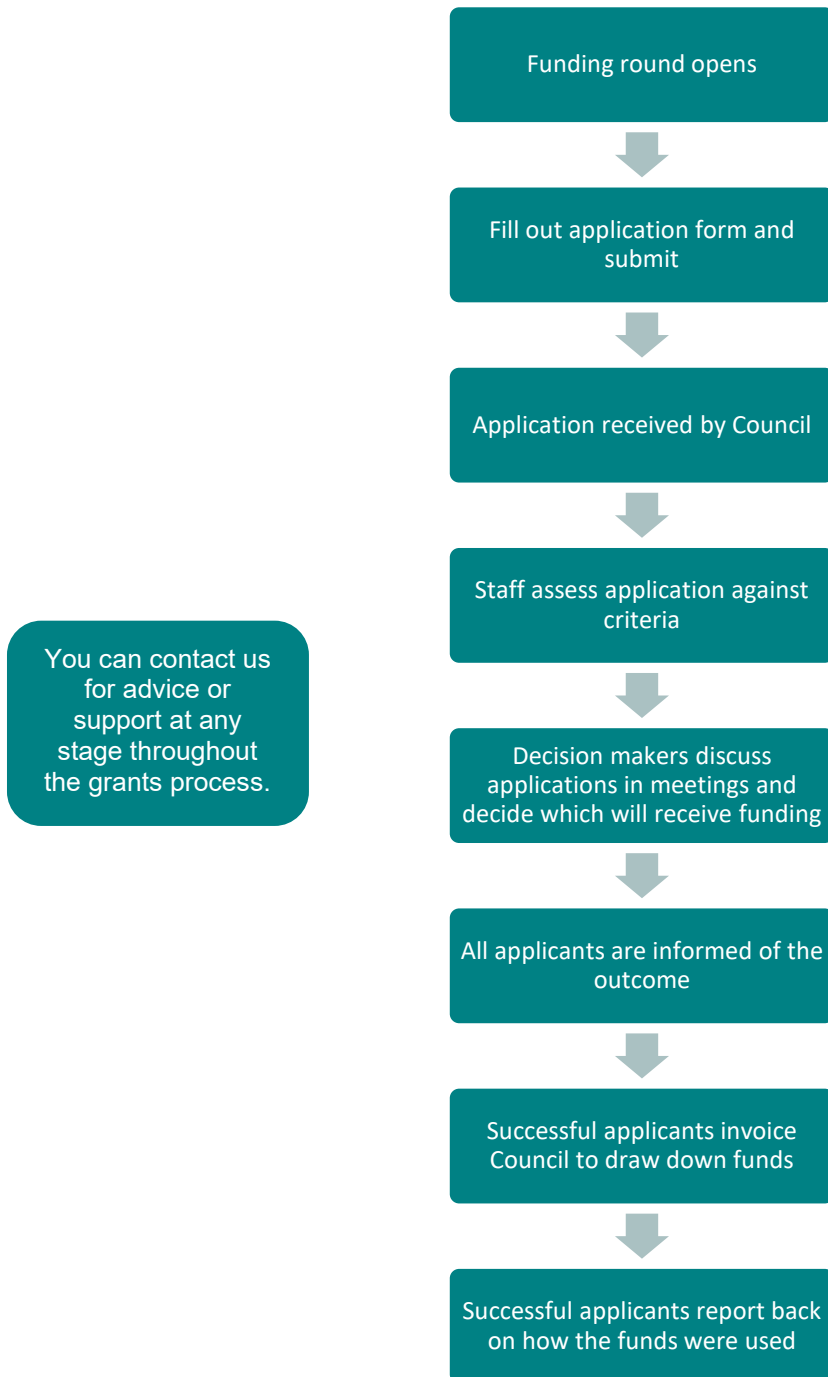 Funding round opens
Fill out application form and
submit
Application received by Council
Staff assess application against
criteria
You can contact us
for advice or
support at any
stage throughout
the grants process.
Decision makers discuss
applications in meetings and
decide which will receive funding
All applicants are informed of the
outcome
Successful applicants invoice
Council to draw down funds
Successful applicants report back
on how the funds were used